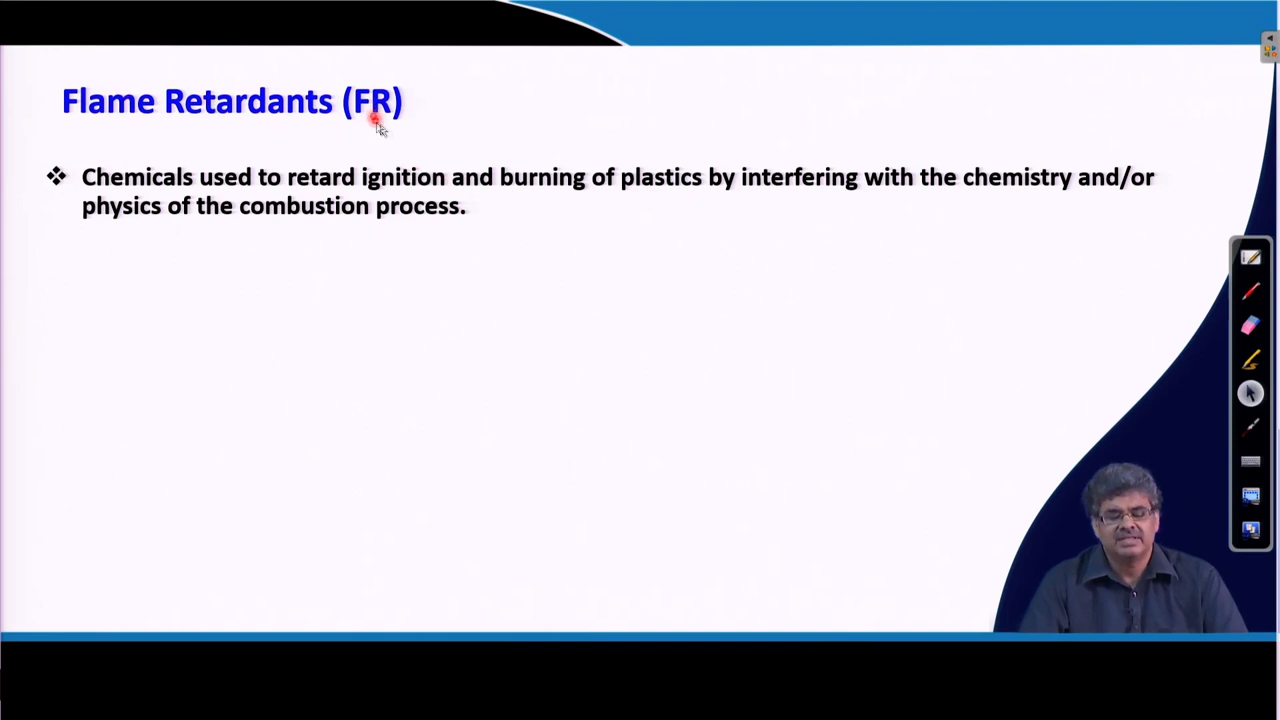 Flame Retardants (FR)
❖ Chemicals used to retard ignition and burning of plastics by interfering with the chemistry and/or
physics of the combustion process.